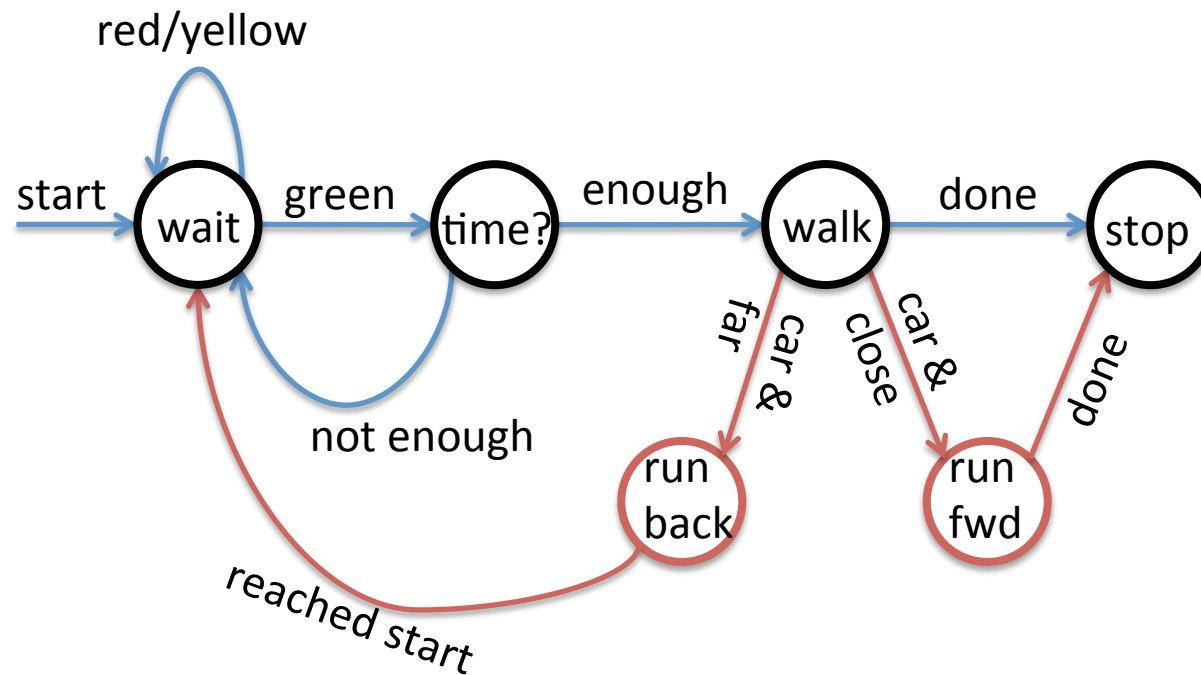 red/yellow
start
green
enough
done
wait
time?
walk
stop
car &
far
car &
close
done
not enough
run
back
run
fwd
reached start